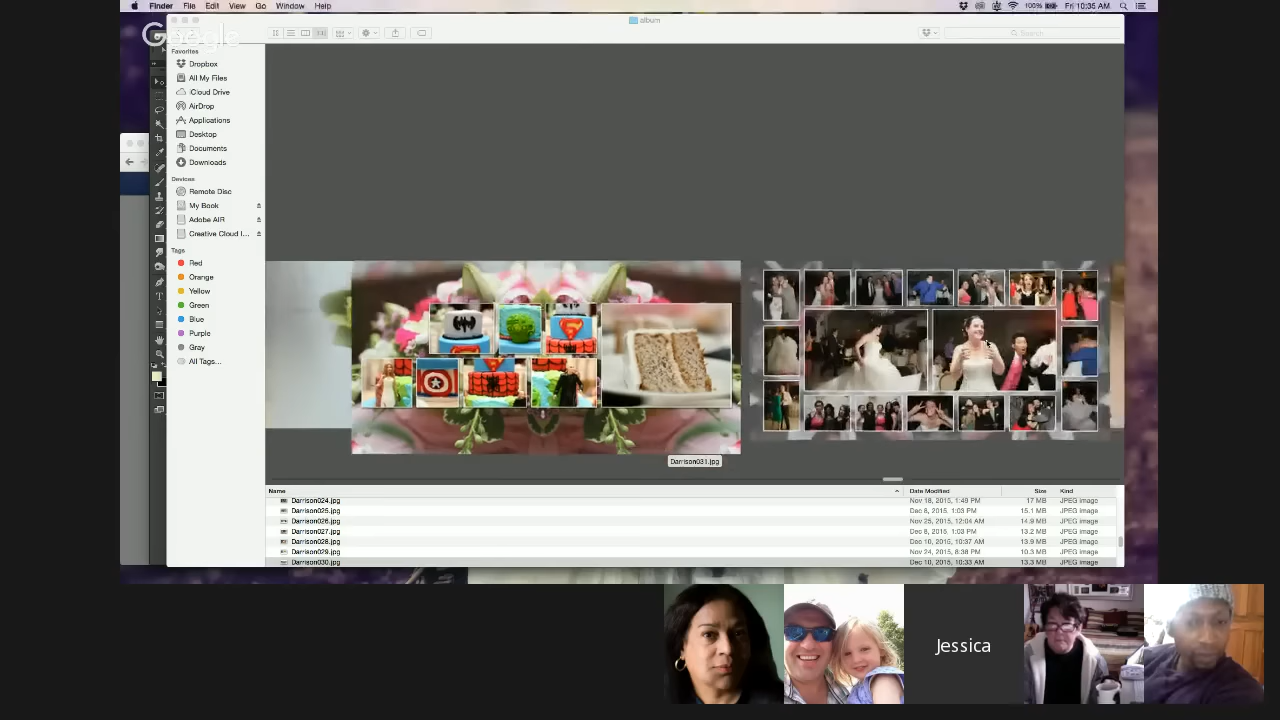 Finder File Edit View Go Window Help
100% Fri 10:35 AM
album
Google
Search
Favorites
Dropbox
All My Files
iCloud Drive
AirDrop
Applications
Desktop
Documents
Downloads
Devices
Remote Disc
My Book
Adobe AIR
Creative Cloud I...
Tags
Red
Orange
Yellow
Green
Blue
Purple
Gray
All Tags...
Darrison031.jpg
Name Date Modified Size Kind
Darrison024.jpg Nov 18, 2015, 1:49 PM 17 MB JPEG image
Darrison025.jpg Dec 8, 2015, 1:03 PM 15.1 MB JPEG image
Darrison026.jpg Nov 25, 2015, 12:04 AM 14.9 MB JPEG image
Darrison027.jpg Dec 8, 2015, 1:03 PM 13.2 MB JPEG image
Darrison028.jpg Dec 10, 2015, 10:37 AM 13.9 MB JPEG image
Darrison029.jpg Nov 24, 2015, 8:38 PM 10.3 MB JPEG image
Darrison030.jpg Dec 10, 2015, 10:33 AM 13.3 MB JPEG image
Jessica